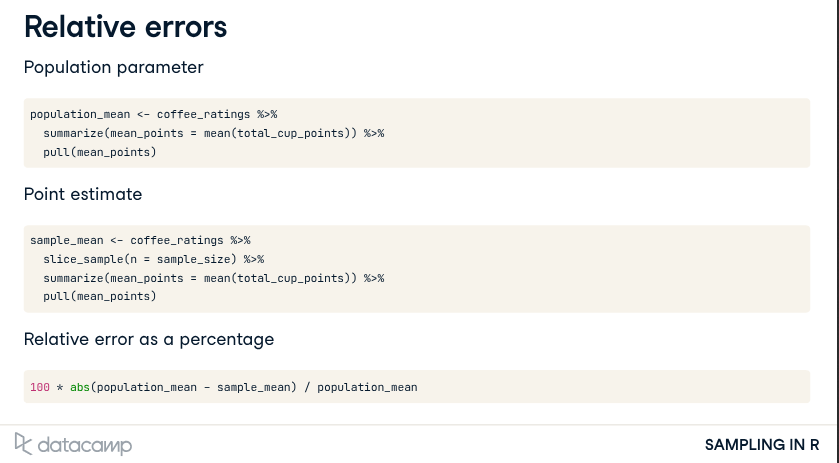 Relative errors
Population parameter
population_mean <- coffee_ratings %>%
  summarize(mean_points = mean(total_cup_points)) %>%
  pull(mean_points)
Point estimate
sample_mean <- coffee_ratings %>%
  slice_sample(n = sample_size) %>%
  summarize(mean_points = mean(total_cup_points)) %>%
  pull(mean_points)
Relative error as a percentage
100 * abs(population_mean - sample_mean) / population_mean
datacamp
SAMPLING IN R